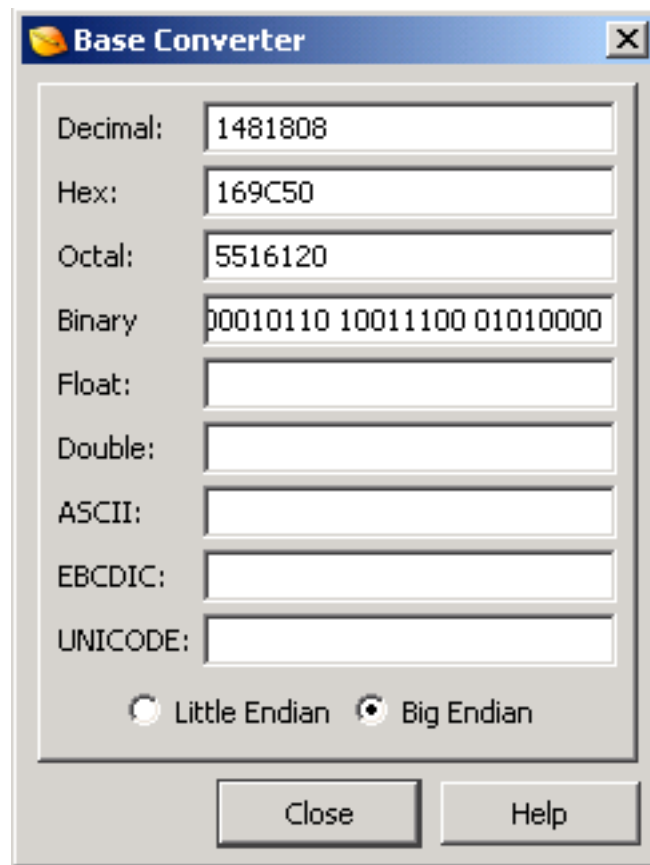 Base Converter
Decimal: 1481808
Hex: 169C50
Octal: 5516120
Binary 00010110 10011100 01010000
Float:
Double:
ASCII:
EBCDIC:
UNICODE:
Little Endian Big Endian
Close Help